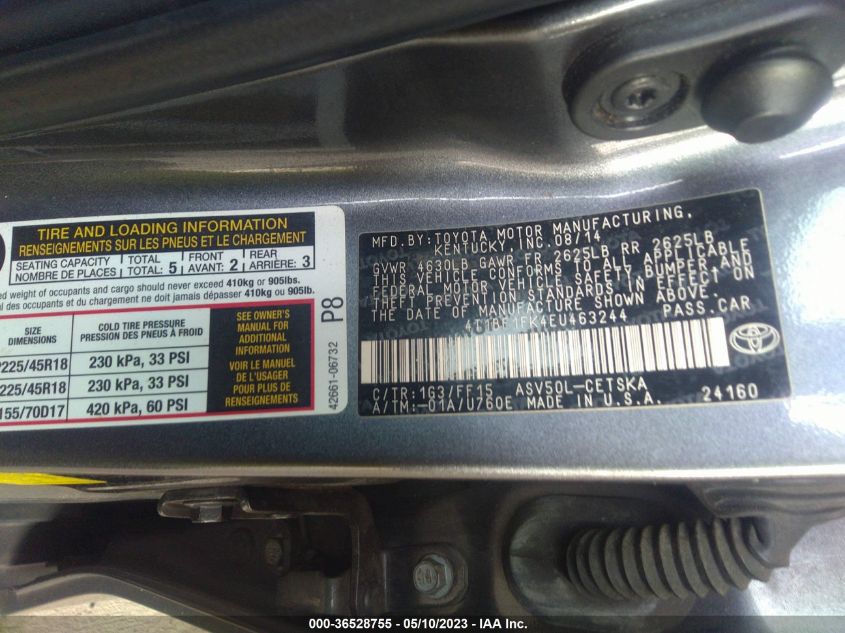 TIRE AND LOADING INFORMATION
RENSEIGNEMENTS SUR LES PNEUS ET LE CHARGEMENT
SEATING CAPACITY TOTAL FRONT REAR
NOMBRE DE PLACES TOTAL: 5 AVANT: 2 ARRIÈRE: 3
weight of occupants and cargo should never exceed 410kg or 905lbs.
des occupants et du chargement ne doit jamais dépasser 410kg ou 905lb.
SIZE COLD TIRE PRESSURE
DIMENSIONS PRESSION DES PNEUS À FROID
P225/45R18 230 kPa, 33 PSI
225/45R18 230 kPa, 33 PSI
155/70D17 420 kPa, 60 PSI
SEE OWNER'S
MANUAL FOR
ADDITIONAL
INFORMATION
VOIR LE MANUEL
DE L'USAGER
POUR PLUS DE
RENSEIGNEMENTS
42661-06732 P8
MFD.BY:TOYOTA MOTOR MANUFACTURING,
KENTUCKY,INC.08/14
GVWR 4630LB GAWR FR 2625LB RR 2625LB
THIS VEHICLE CONFORMS TO ALL APPLICABLE
FEDERAL MOTOR VEHICLE SAFETY,BUMPER AND
THEFT PREVENTION STANDARDS IN EFFECT ON
THE DATE OF MANUFACTURE SHOWN ABOVE.
4T1BF1FK4EU463244 PASS.CAR
C/TR:1G3/FF15 ASV50L-CETSKA
A/TM:-01A/U760E MADE IN U.S.A. 24160
000-36528755 - 05/10/2023 - IAA Inc.